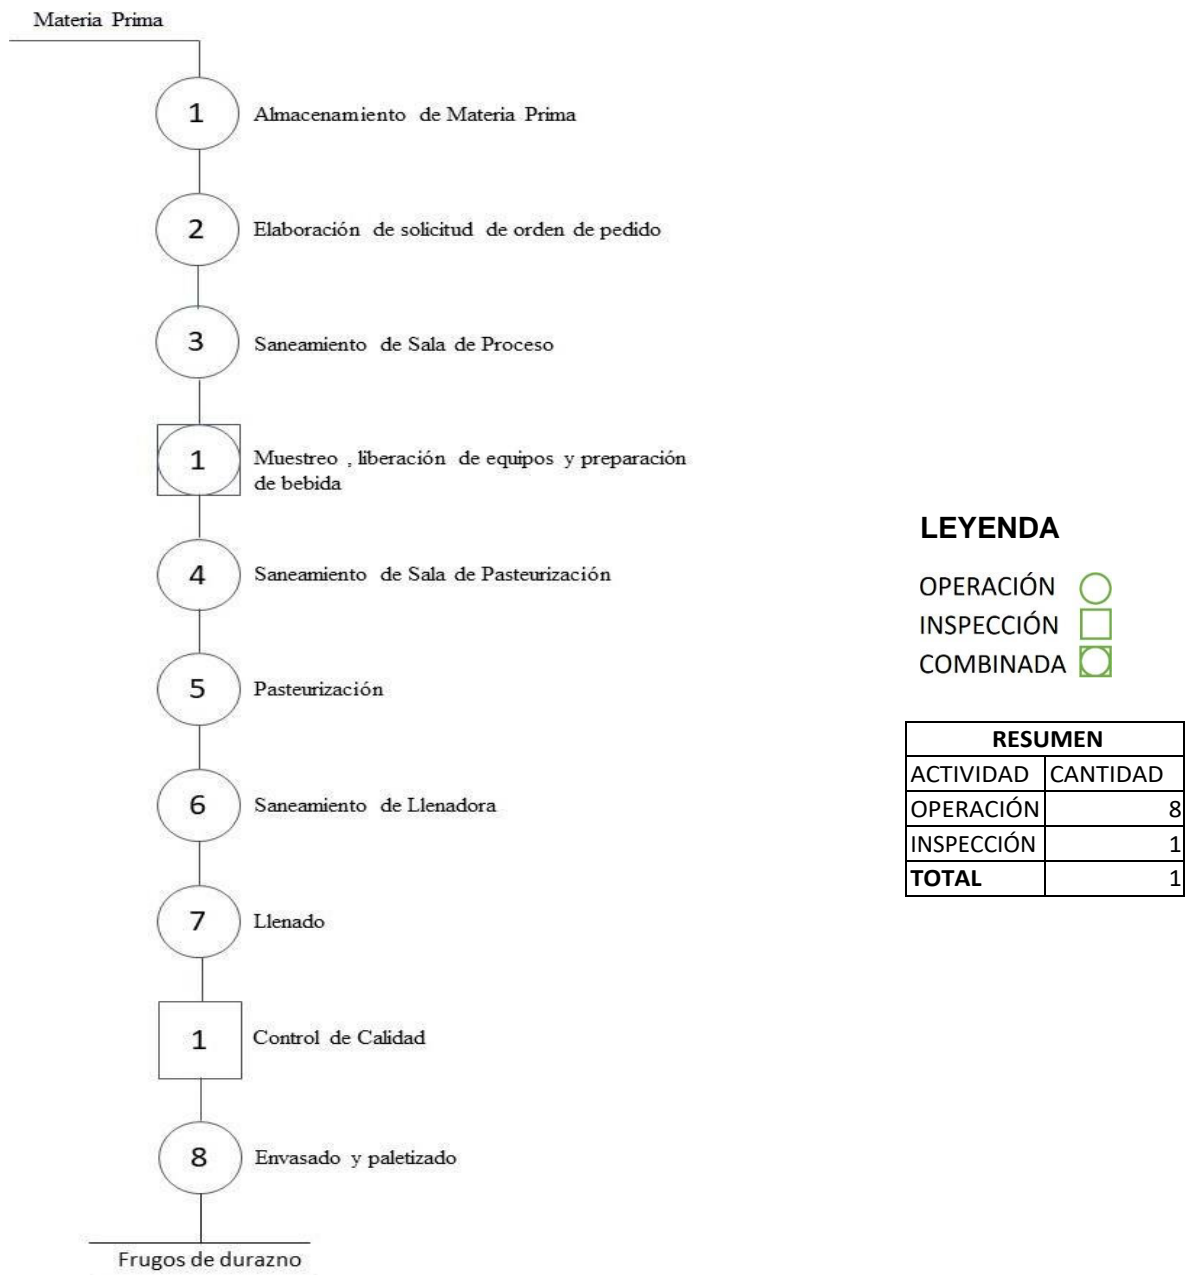 Materia Prima
1 Almacenamiento de Materia Prima
2 Elaboración de solicitud de orden de pedido
3 Saneamiento de Sala de Proceso
1 Muestreo , liberación de equipos y preparación
de bebida
4 Saneamiento de Sala de Pasteurización
5 Pasteurización
6 Saneamiento de Llenadora
7 Llenado
1 Control de Calidad
8 Envasado y paletizado
Frugos de durazno
LEYENDA
OPERACIÓN
INSPECCIÓN
COMBINADA
RESUMEN
ACTIVIDAD CANTIDAD
OPERACIÓN 8
INSPECCIÓN 1
TOTAL 1